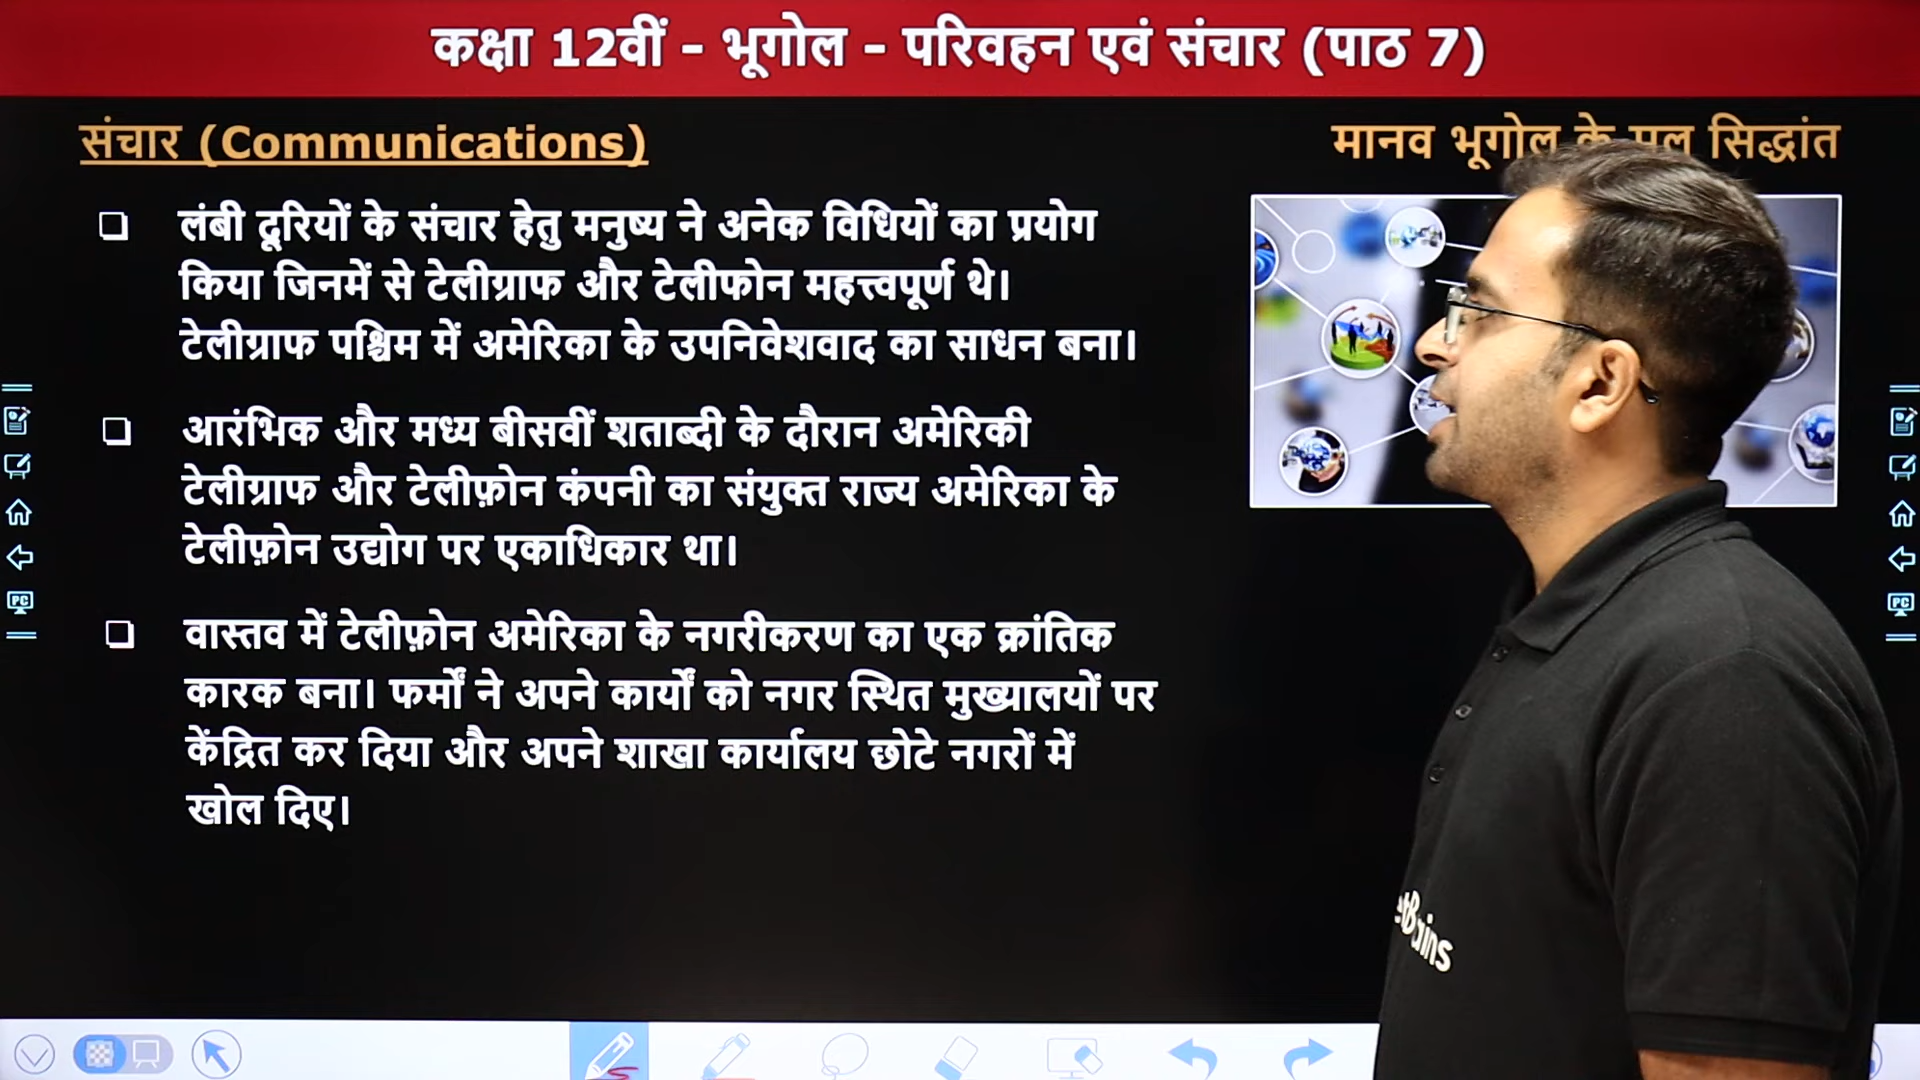 कक्षा 12वीं - भूगोल - परिवहन एवं संचार (पाठ 7)
संचार (Communications)
मानव भूगोल के मूल सिद्धांत
लंबी दूरियों के संचार हेतु मनुष्य ने अनेक विधियों का प्रयोग
किया जिनमें से टेलीग्राफ और टेलीफोन महत्त्वपूर्ण थे।
टेलीग्राफ पश्चिम में अमेरिका के उपनिवेशवाद का साधन बना।
आरंभिक और मध्य बीसवीं शताब्दी के दौरान अमेरिकी
टेलीग्राफ और टेलीफ़ोन कंपनी का संयुक्त राज्य अमेरिका के
टेलीफ़ोन उद्योग पर एकाधिकार था।
वास्तव में टेलीफ़ोन अमेरिका के नगरीकरण का एक क्रांतिक
कारक बना। फर्मों ने अपने कार्यों को नगर स्थित मुख्यालयों पर
केंद्रित कर दिया और अपने शाखा कार्यालय छोटे नगरों में
खोल दिए।
PC
PC